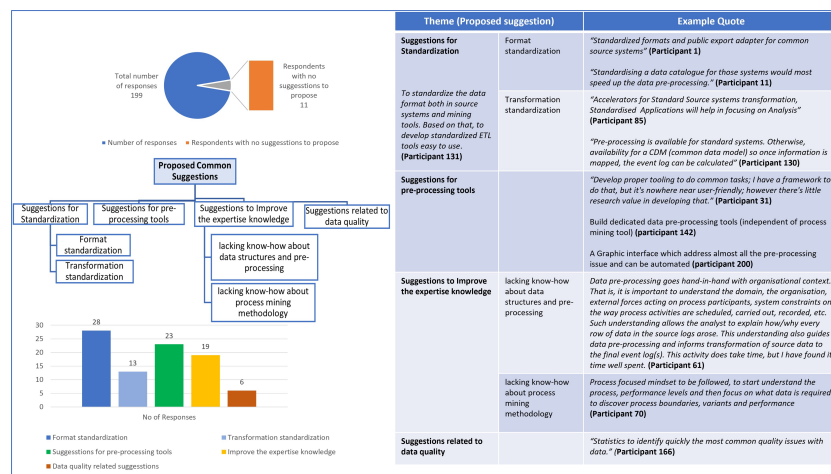 Total number
of responses
199
Respondents
with no
suggestions to
propose
11
Number of responses
Respondents with no suggestions to propose
Proposed Common
Suggestions
Suggestions for
Standardization
Suggestions for pre-
processing tools
Suggestions to Improve
the expertise knowledge
Suggestions related to
data quality
Format
standardization
Transformation
standardization
lacking know-how about
data structures and pre-
processing
lacking know-how about
process mining
methodology
30
25
20
15
10
5
0
28
13
23
19
6
No of Responses
Format standardization
Transformation standardization
Suggestions for pre-processing tools
Improve the expertise knowledge
Data quality related suggesstions
Theme (Proposed suggestion)
Example Quote
Suggestions for
Standardization
To standardize the data
format both in source
systems and mining
tools. Based on that, to
develop standardized ETL
tools easy to use.
(Participant 131)
Format
standardization
“Standardized formats and public export adapter for common
source systems” (Participant 1)
“Standardising a data catalogue for those systems would most
speed up the data pre-processing.” (Participant 11)
Transformation
standardization
“Accelerators for Standard Source systems transformation,
Standardised  Applications will help in focusing on Analysis”
(Participant 85)
“Pre-processing is available for standard systems. Otherwise,
availability for a CDM (common data model) so once information is
mapped, the event log can be calculated” (Participant 130)
Suggestions for
pre-processing tools
“Develop proper tooling to do common tasks; I have a framework to
do that, but it's nowhere near user-friendly; however there's little
research value in developing that.” (Participant 31)
Build dedicated data pre-processing tools (independent of process
mining tool) (participant 142)
A Graphic interface which address almost all the pre-processing
issue and can be automated (participant 200)
Suggestions to Improve
the expertise knowledge
lacking know-how
about data
structures and pre-
processing
Data pre-processing goes hand-in-hand with organisational context.
That is, it is important to understand the domain, the organisation,
external forces acting on process participants, system constraints on
the way process activities are scheduled, carried out, recorded, etc.
Such understanding allows the analyst to explain how/why every
row of data in the source logs arose. This understanding also guides
data pre-processing and informs transformation of source data to
the final event log(s). This activity does take time, but I have found it
time well spent. (Participant 61)
lacking know-how
about process
mining
methodology
Process focused mindset to be followed, to start understand the
process, performance levels and then focus on what data is required
to discover process boundaries, variants and performance
(Participant 70)
Suggestions related to
data quality
“Statistics to identify quickly the most common quality issues with
data.” (Participant 166)